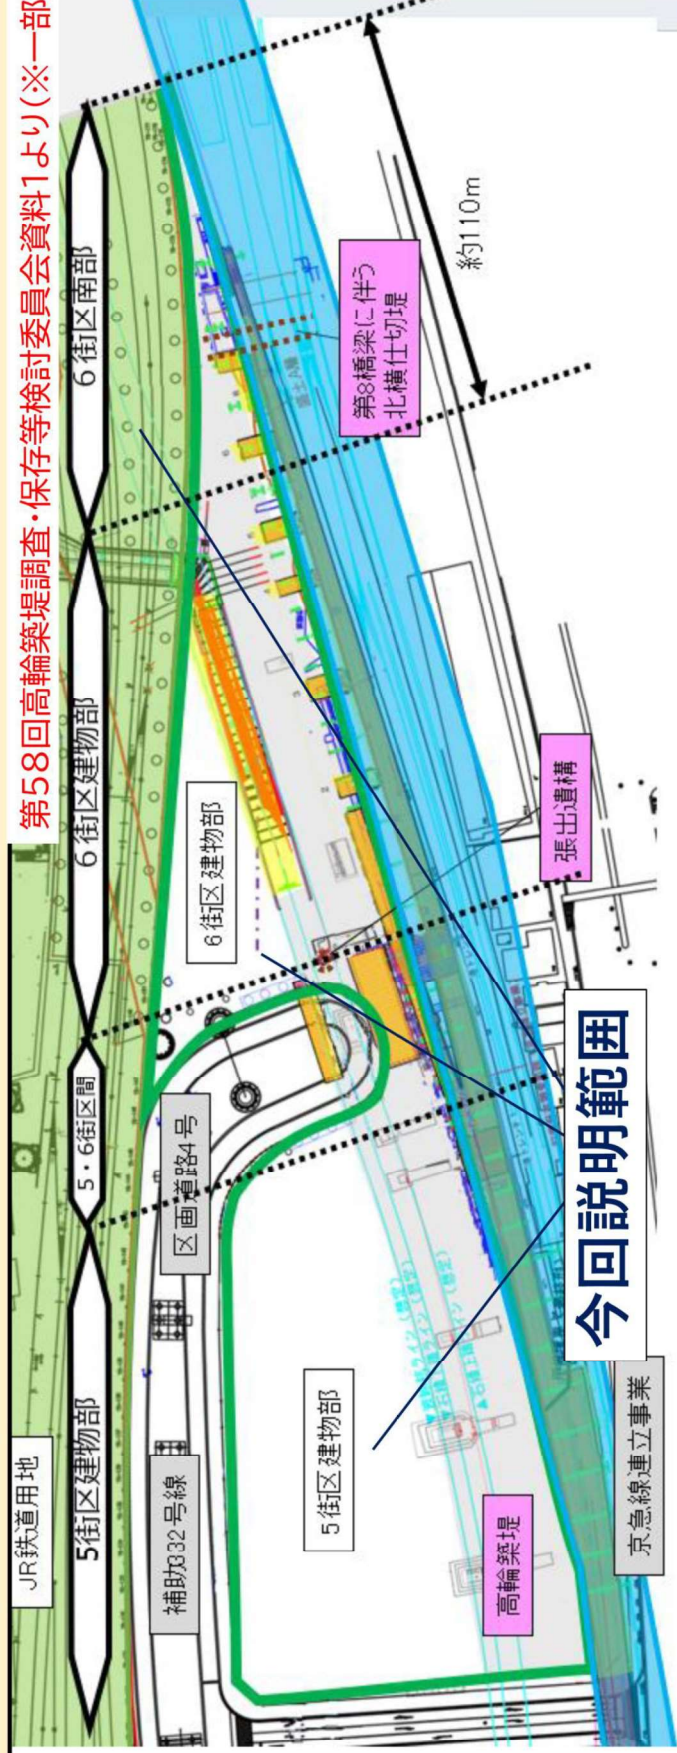 第58回高輪築堤調査・保存等検討委員会資料1より(※一部
JR鉄道用地
5街区建物部
5・6街区間
6街区建物部
6街区南部
補助332号線
区画道路4号
6街区建物部
5街区建物部
第8橋梁に伴う
北横仕切堤
約110m
張出遺構
高輪築堤
今回説明範囲
京急線連立事業